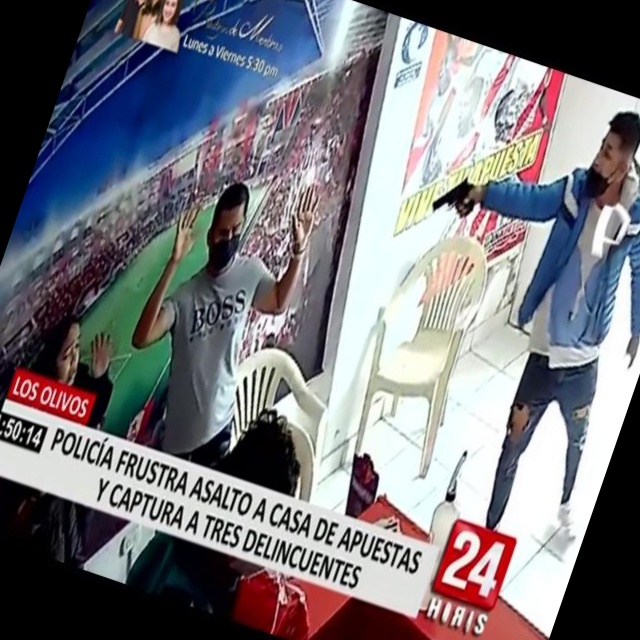 Lunes a Viernes 5:30 pm
APUESTA
BOSS
LOS OLIVOS
:50:14
POLICÍA FRUSTRA ASALTO A CASA DE APUESTAS
Y CAPTURA A TRES DELINCUENTES
24